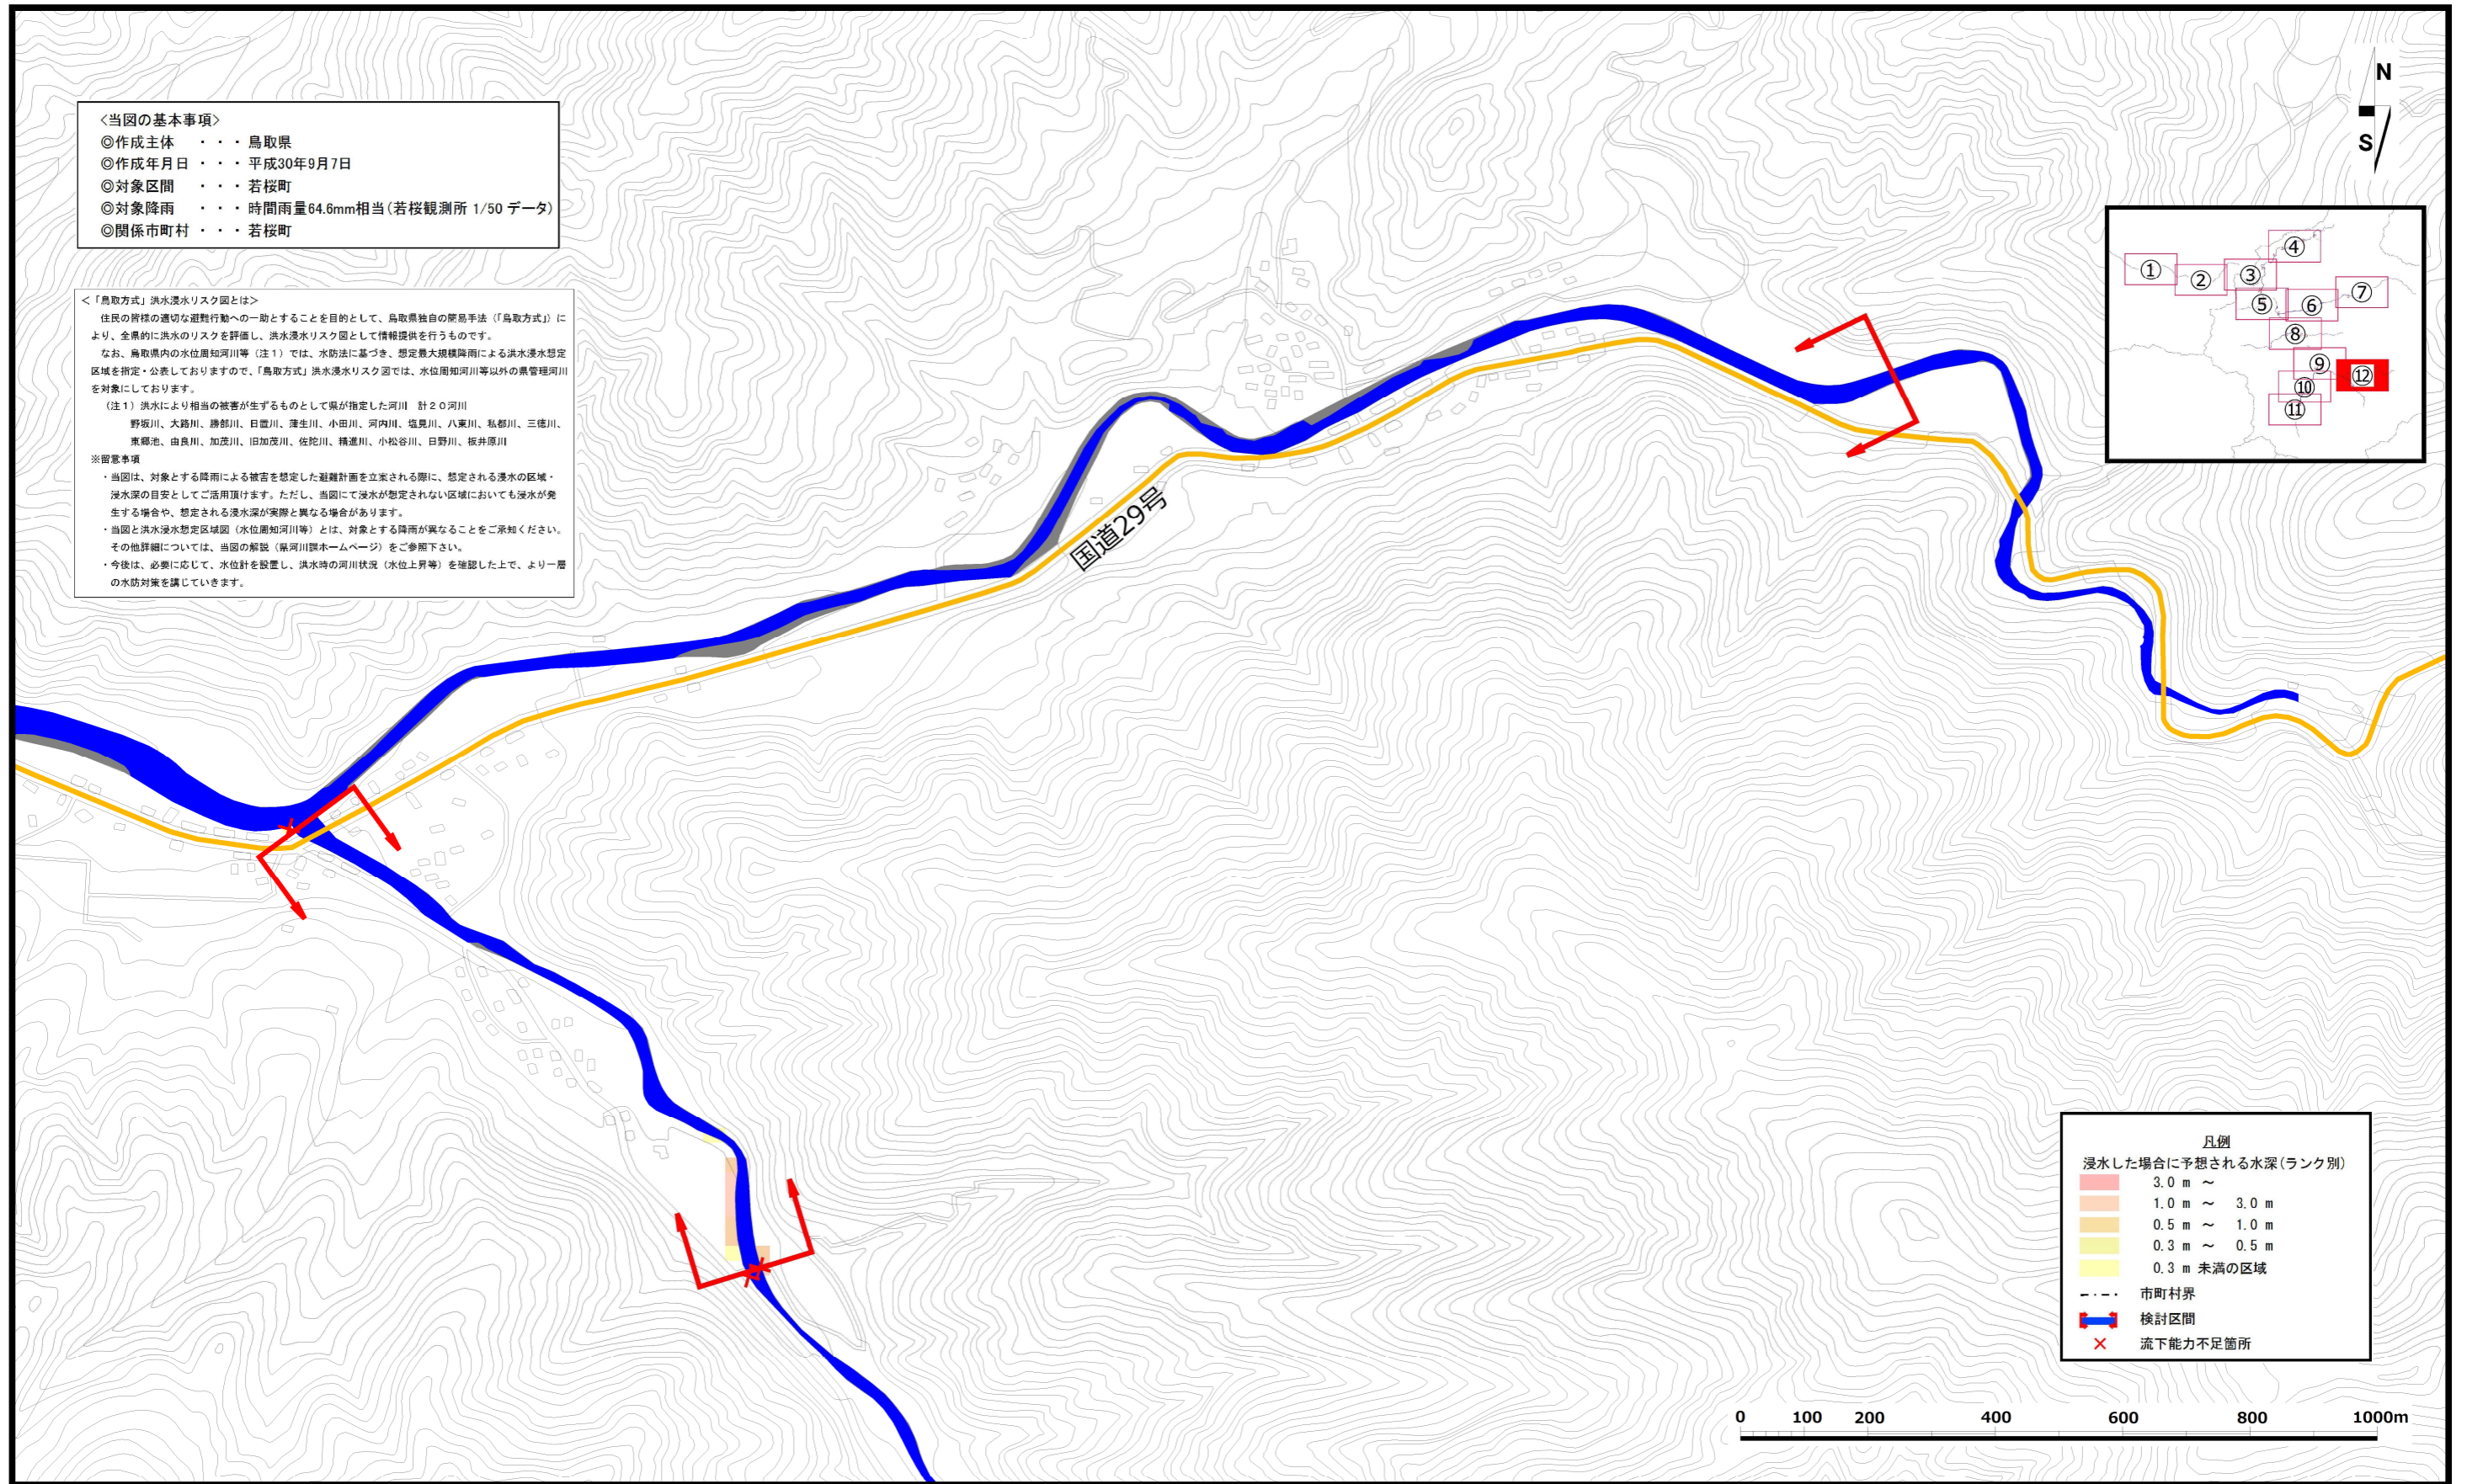 <当図の基本事項>
◎作成主体 ・・・ 鳥取県
◎作成年月日 ・・・ 平成30年9月7日
◎対象区間 ・・・ 若桜町
◎対象降雨 ・・・ 時間雨量64.6mm相当(若桜観測所 1/50 データ)
◎関係市町村 ・・・ 若桜町
<「鳥取方式」洪水浸水リスク図とは>
住民の皆様の適切な避難行動への一助とすることを目的として、鳥取県独自の簡易手法(「鳥取方式」)に
より、全県的に洪水のリスクを評価し、洪水浸水リスク図として情報提供を行うものです。
なお、鳥取県内の水位周知河川等(注1)では、水防法に基づき、想定最大規模降雨による洪水浸水想定
区域を指定・公表しておりますので、「鳥取方式」洪水浸水リスク図では、水位周知河川等以外の県管理河川
を対象にしております。
(注1)洪水により相当の被害が生ずるものとして県が指定した河川 計20河川
野坂川、大路川、勝部川、日置川、蒲生川、小田川、河内川、塩見川、八東川、私都川、三徳川、
東郷池、由良川、加茂川、旧加茂川、佐陀川、精進川、小松谷川、日野川、板井原川
※留意事項
・当図は、対象とする降雨による被害を想定した避難計画を立案される際に、想定される浸水の区域・
浸水深の目安としてご活用頂けます。ただし、当図にて浸水が想定されない区域においても浸水が発
生する場合や、想定される浸水深が実際と異なる場合があります。
・当図と洪水浸水想定区域図(水位周知河川等)とは、対象とする降雨が異なることをご承知ください。
その他詳細については、当図の解説(県河川課ホームページ)をご参照下さい。
・今後は、必要に応じて、水位計を設置し、洪水時の河川状況(水位上昇等)を確認した上で、より一層
の水防対策を講じていきます。
N
S
④
① ② ③ ⑦
⑤ ⑥
⑧
⑨ ⑫
⑩
⑪
国道29号
凡例
浸水した場合に予想される水深(ランク別)
3.0 m ～
1.0 m ～ 3.0 m
0.5 m ～ 1.0 m
0.3 m ～ 0.5 m
0.3 m 未満の区域
市町村界
検討区間
流下能力不足箇所
0 100 200 400 600 800 1000m